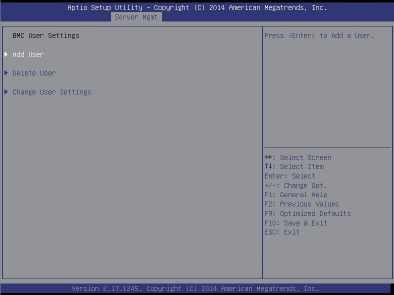 Aptio Setup Utility – Copyright (C) 2014 American Megatrends, Inc.
Server Mgmt
BMC User Settings
Press <Enter> to Add a User.
Add User
Delete User
Change User Settings
↔: Select Screen
↑↓: Select Item
Enter: Select
+/-: Change Opt.
F1: General Help
F2: Previous Values
F9: Optimized Defaults
F10: Save & Exit
ESC: Exit
Version 2.17.1245. Copyright (C) 2014 American Megatrends, Inc.